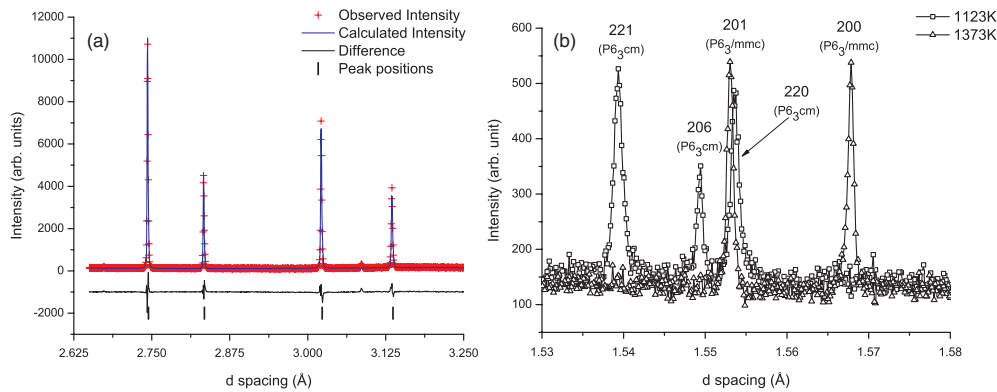 (a)
Observed Intensity
Calculated Intensity
Difference
Peak positions
12000
10000
8000
6000
4000
2000
0
-2000
Intensity (arb. units)
2.625
2.750
2.875
3.000
3.125
3.250
d spacing (Å)
(b)
1123K
1373K
221
(P6₃cm)
206
(P6₃cm)
201
(P6₃/mmc)
220
(P6₃cm)
200
(P6₃/mmc)
600
500
400
300
200
100
Intensity (arb. unit)
1.53
1.54
1.55
1.56
1.57
1.58
d spacing (Å)